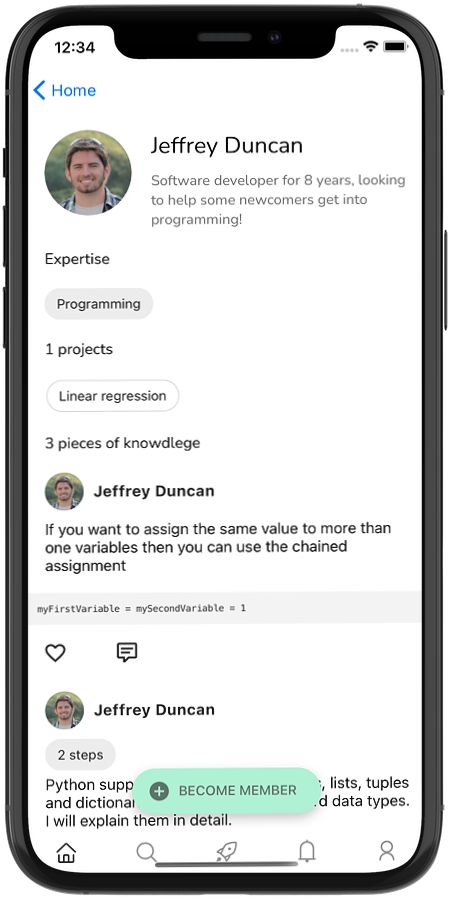 12:34
Home
Jeffrey Duncan
Software developer for 8 years, looking
to help some newcomers get into
programming!
Expertise
Programming
1 projects
Linear regression
3 pieces of knowdlege
Jeffrey Duncan
If you want to assign the same value to more than
one variables then you can use the chained
assignment
myFirstVariable = mySecondVariable = 1
Jeffrey Duncan
2 steps
Python supp , lists, tuples
BECOME MEMBER
and dictionar d data types.
I will explain them in detail.